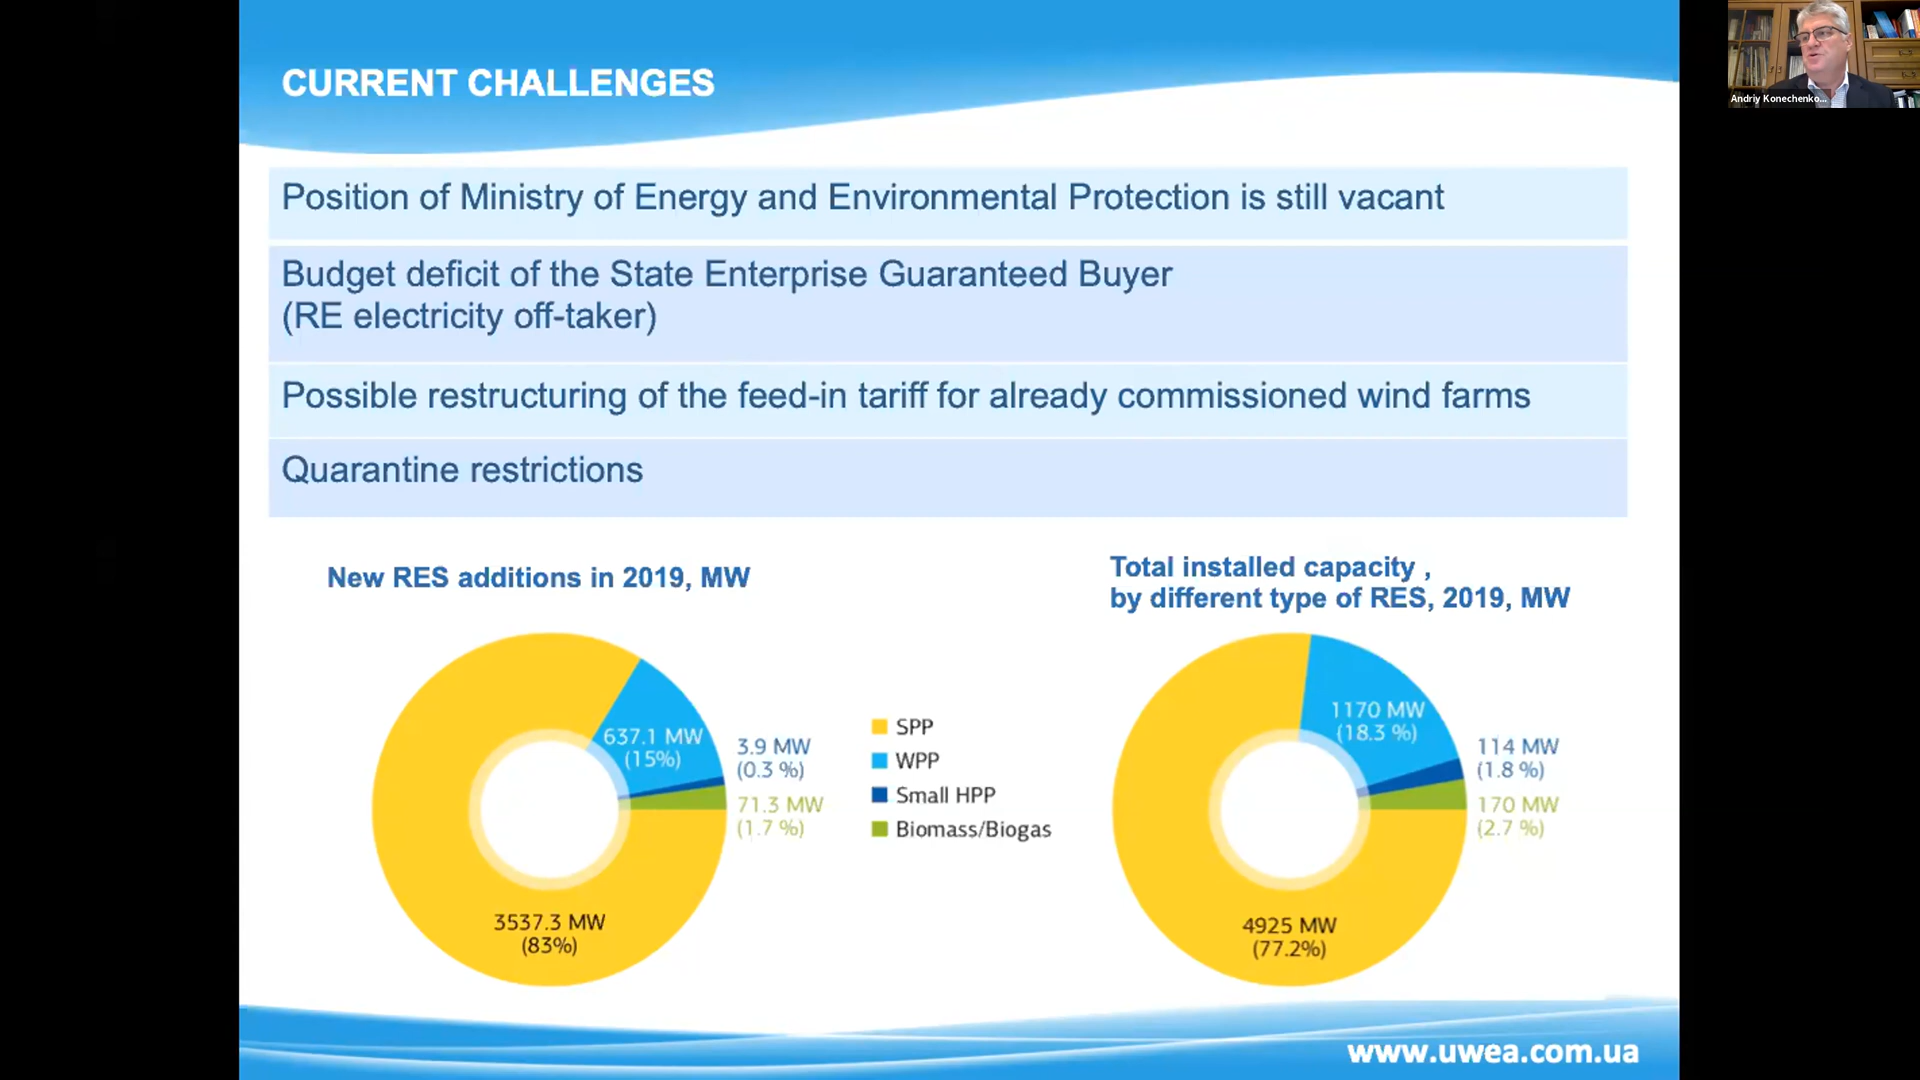 CURRENT CHALLENGES
Andriy Konechenko...
Position of Ministry of Energy and Environmental Protection is still vacant
Budget deficit of the State Enterprise Guaranteed Buyer
(RE electricity off-taker)
Possible restructuring of the feed-in tariff for already commissioned wind farms
Quarantine restrictions
New RES additions in 2019, MW
637.1 MW
(15%)
3.9 MW
(0.3 %)
71.3 MW
(1.7 %)
3537.3 MW
(83%)
SPP
WPP
Small HPP
Biomass/Biogas
Total installed capacity ,
by different type of RES, 2019, MW
1170 MW
(18.3 %)
114 MW
(1.8 %)
170 MW
(2.7 %)
4925 MW
(77.2%)
www.uwea.com.ua